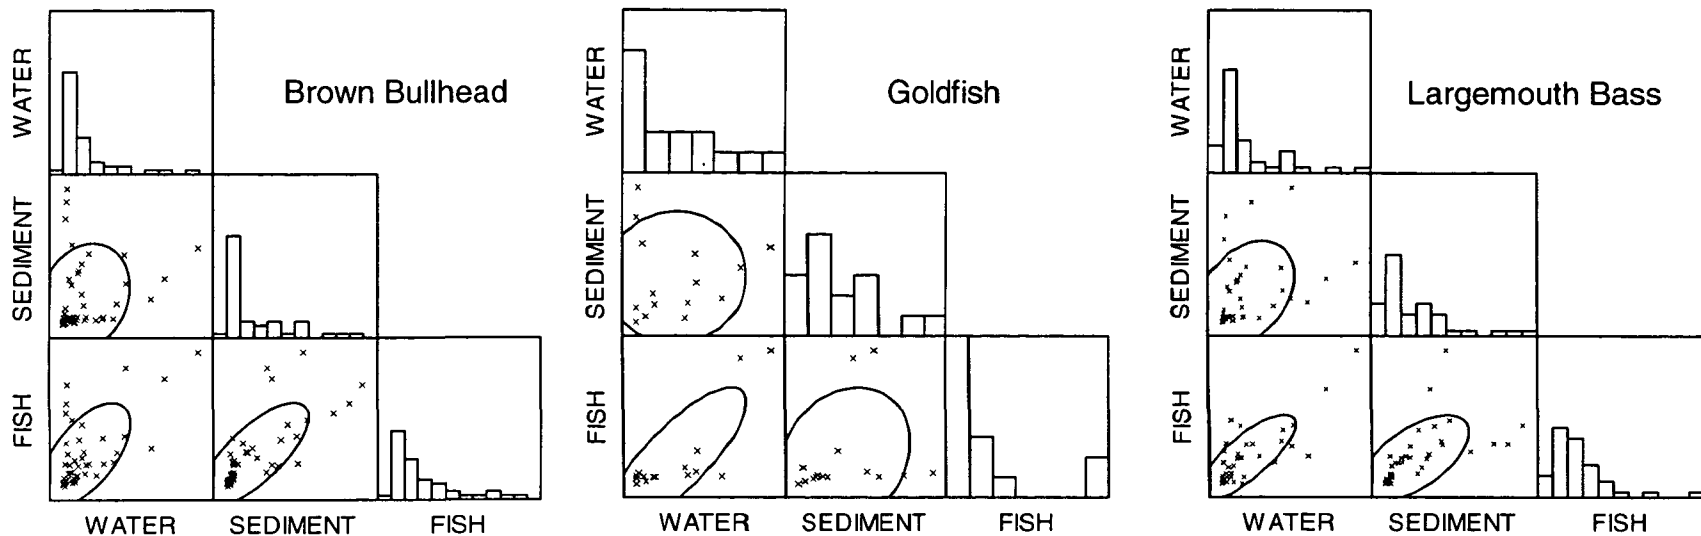 WATER
Brown Bullhead
SEDIMENT
FISH
WATER SEDIMENT FISH
WATER
Goldfish
SEDIMENT
FISH
WATER SEDIMENT FISH
WATER
Largemouth Bass
SEDIMENT
FISH
WATER SEDIMENT FISH